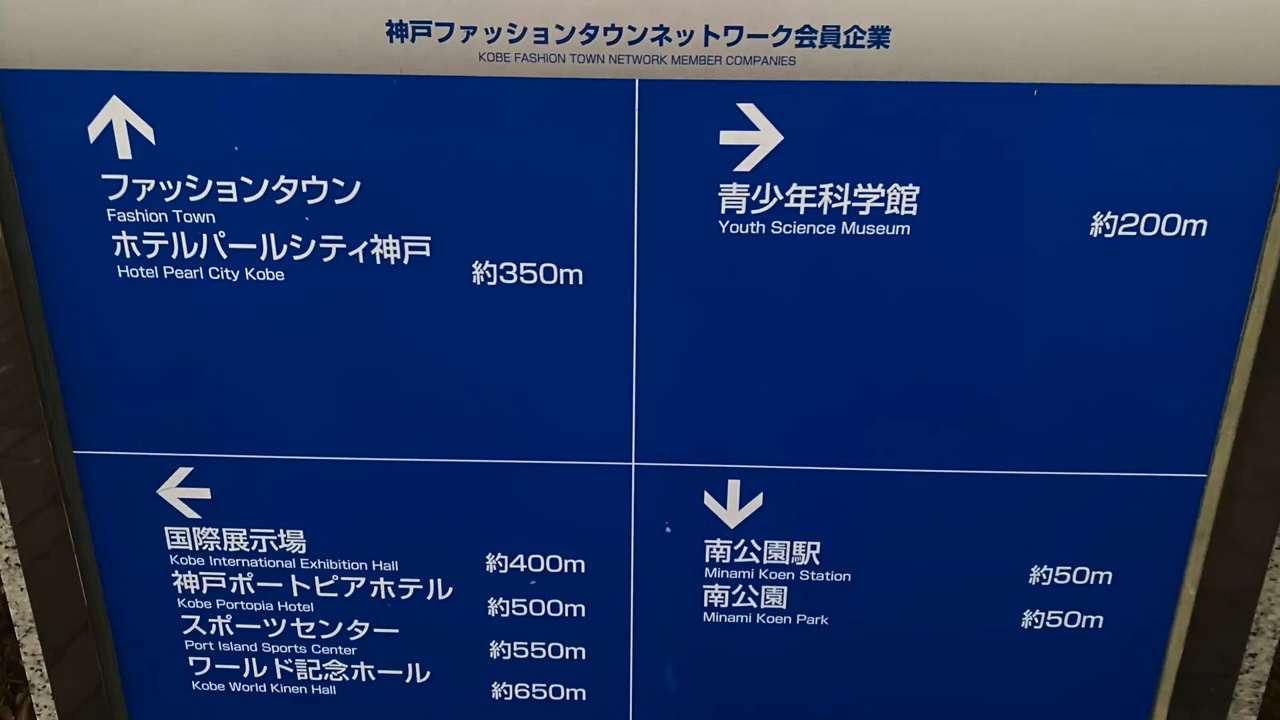 神戸ファッションタウンネットワーク会員企業
KOBE FASHION TOWN NETWORK MEMBER COMPANIES
↑
ファッションタウン
Fashion Town
ホテルパールシティ神戸 約350m
Hotel Pearl City Kobe
→
青少年科学館 約200m
Youth Science Museum
←
国際展示場 約400m
Kobe International Exhibition Hall
神戸ポートピアホテル 約500m
Kobe Portopia Hotel
スポーツセンター 約550m
Port Island Sports Center
ワールド記念ホール 約650m
Kobe World Kinen Hall
↓
南公園駅 約50m
Minami Koen Station
南公園 約50m
Minami Koen Park